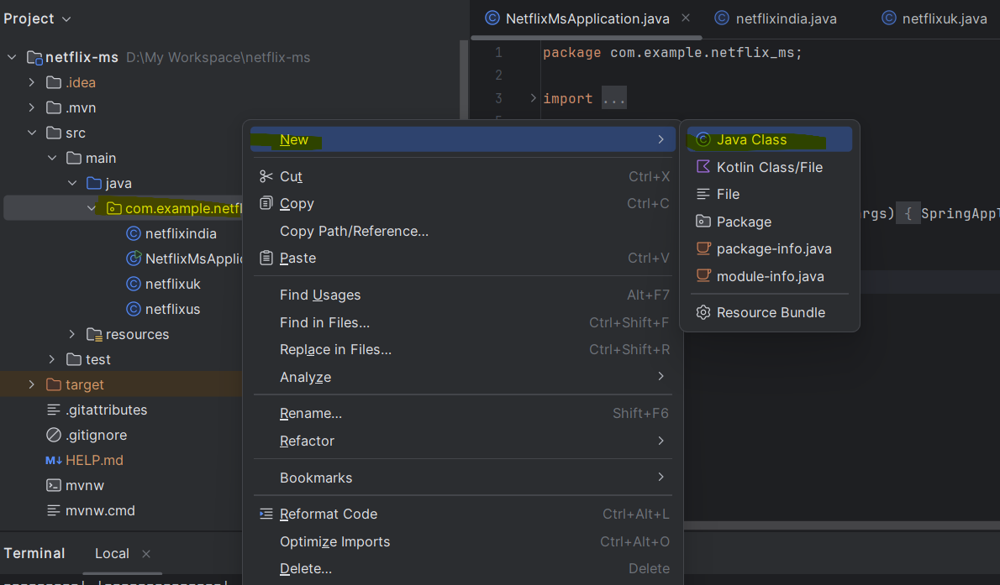 Project
NetflixMsApplication.java
netflixindia.java
netflixuk.java
netflix-ms D:\My Workspace\netflix-ms
.idea
.mvn
src
main
java
com.example.netfl
netflixindia
NetflixMsApplic
netflixuk
netflixus
resources
test
target
.gitattributes
.gitignore
M↓ HELP.md
mvnw
mvnw.cmd
1 package com.example.netflix_ms;
2
3 import ...
rgs) { SpringAppl
New
Cut Ctrl+X
Copy Ctrl+C
Copy Path/Reference...
Paste Ctrl+V
Find Usages Alt+F7
Find in Files... Ctrl+Shift+F
Replace in Files... Ctrl+Shift+R
Analyze
Rename... Shift+F6
Refactor
Bookmarks
Reformat Code Ctrl+Alt+L
Optimize Imports Ctrl+Alt+O
Delete... Delete
Java Class
Kotlin Class/File
File
Package
package-info.java
module-info.java
Resource Bundle
Terminal Local